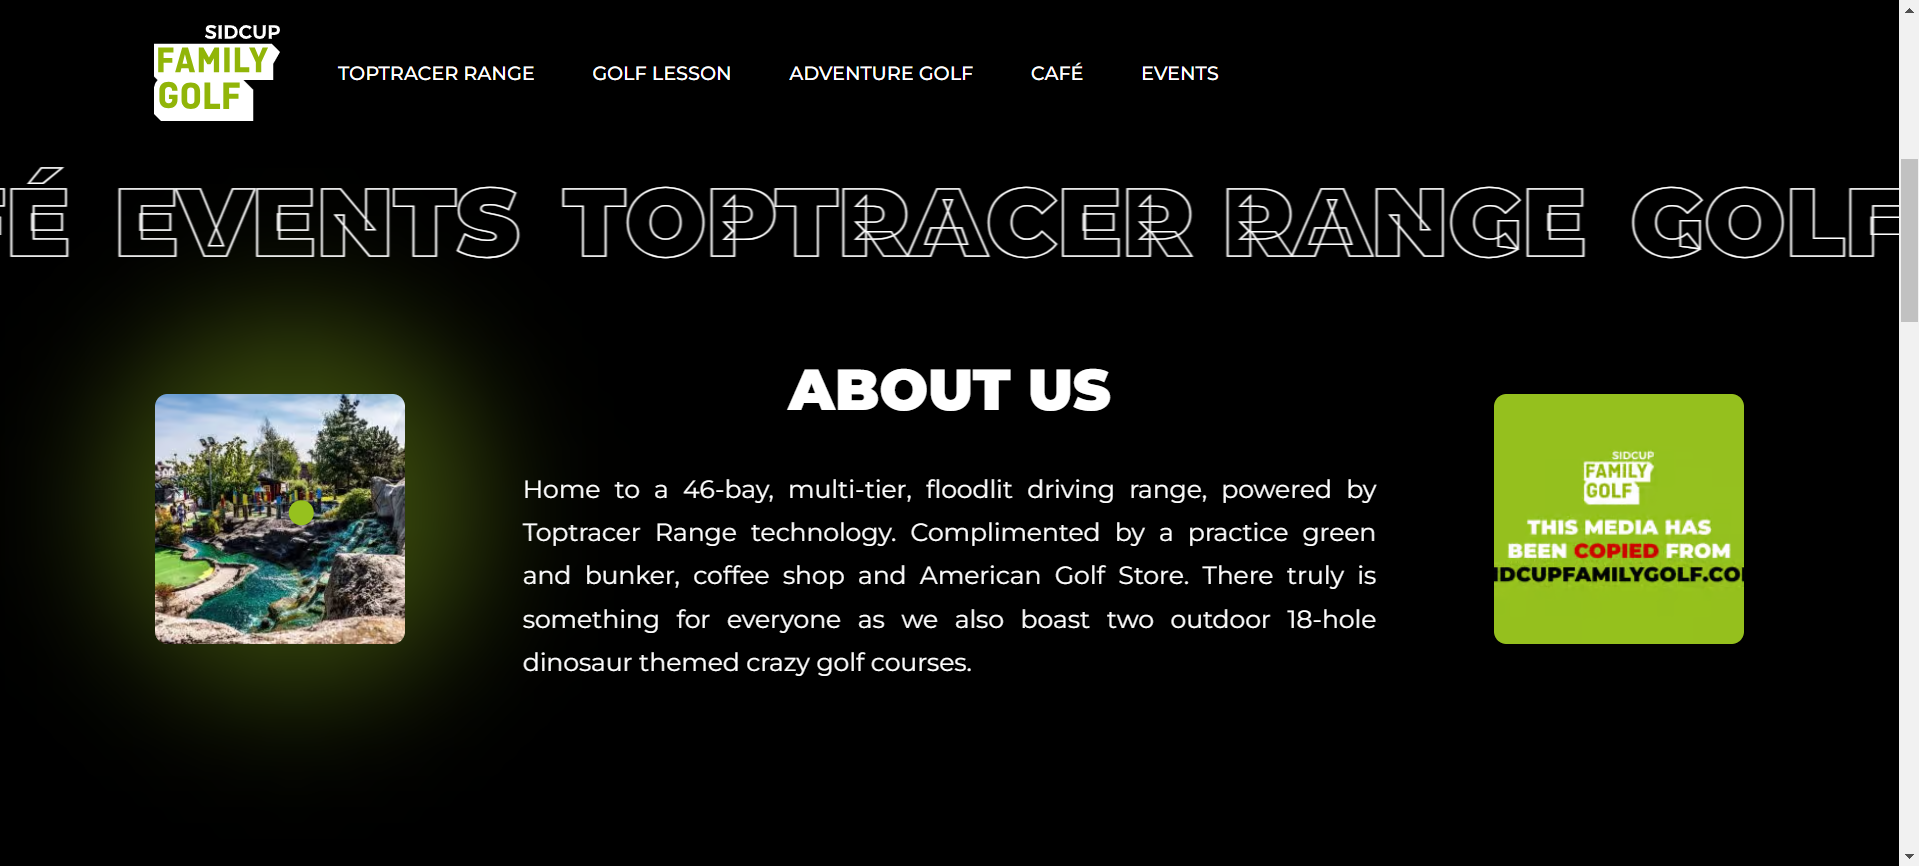 SIDCUP
FAMILY
GOLF
TOPTRACER RANGE GOLF LESSON ADVENTURE GOLF CAFÉ EVENTS
FÉ EVENTS TOPTRACER RANGE GOLF
ABOUT US
Home to a 46-bay, multi-tier, floodlit driving range, powered by
Toptracer Range technology. Complimented by a practice green
and bunker, coffee shop and American Golf Store. There truly is
something for everyone as we also boast two outdoor 18-hole
dinosaur themed crazy golf courses.
SIDCUP
FAMILY
GOLF
THIS MEDIA HAS
BEEN COPIED FROM
IDCUPFAMILYGOLF.CO